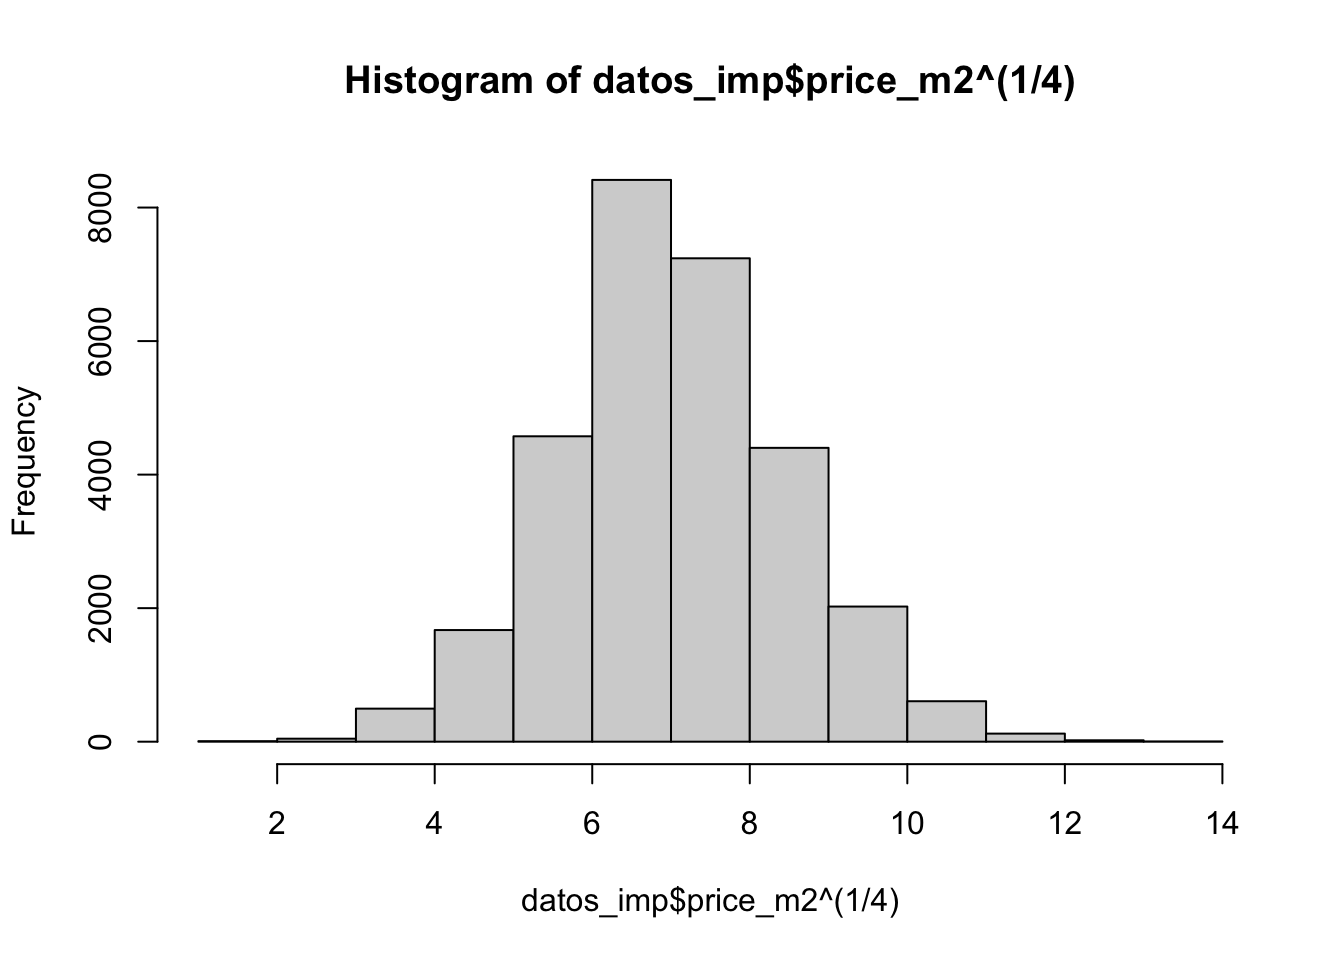 Histogram of datos_imp$price_m2^(1/4)
8000
6000
4000
2000
0
Frequency
2 4 6 8 10 12 14
datos_imp$price_m2^(1/4)